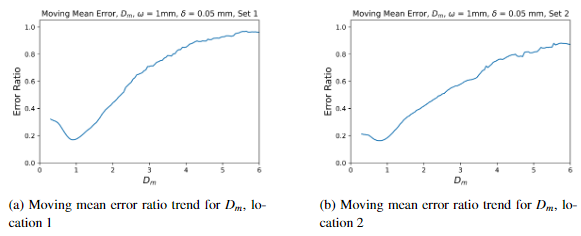 Moving Mean Error, Dm, ω = 1mm, δ = 0.05 mm, Set 1
1.0
0.8
0.6
0.4
0.2
0.0
Error Ratio
0 1 2 3 4 5 6
Dm
(a) Moving mean error ratio trend for Dm, lo-
cation 1
Moving Mean Error, Dm, ω = 1mm, δ = 0.05 mm, Set 2
1.0
0.8
0.6
0.4
0.2
0.0
Error Ratio
0 1 2 3 4 5 6
Dm
(b) Moving mean error ratio trend for Dm, lo-
cation 2